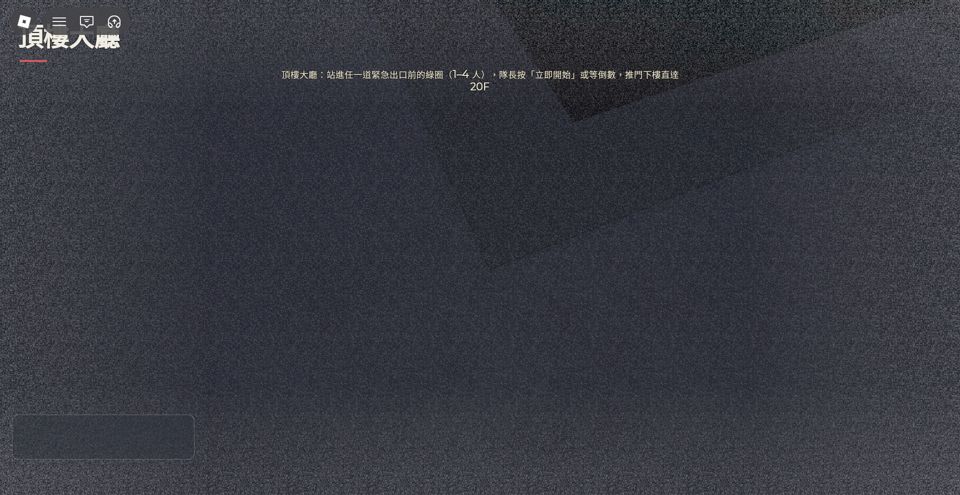 頂樓大廳
頂樓大廳：站進任一道緊急出口前的綠圈（1–4 人），隊長按「立即開始」或等倒數，推門下樓直達
20F